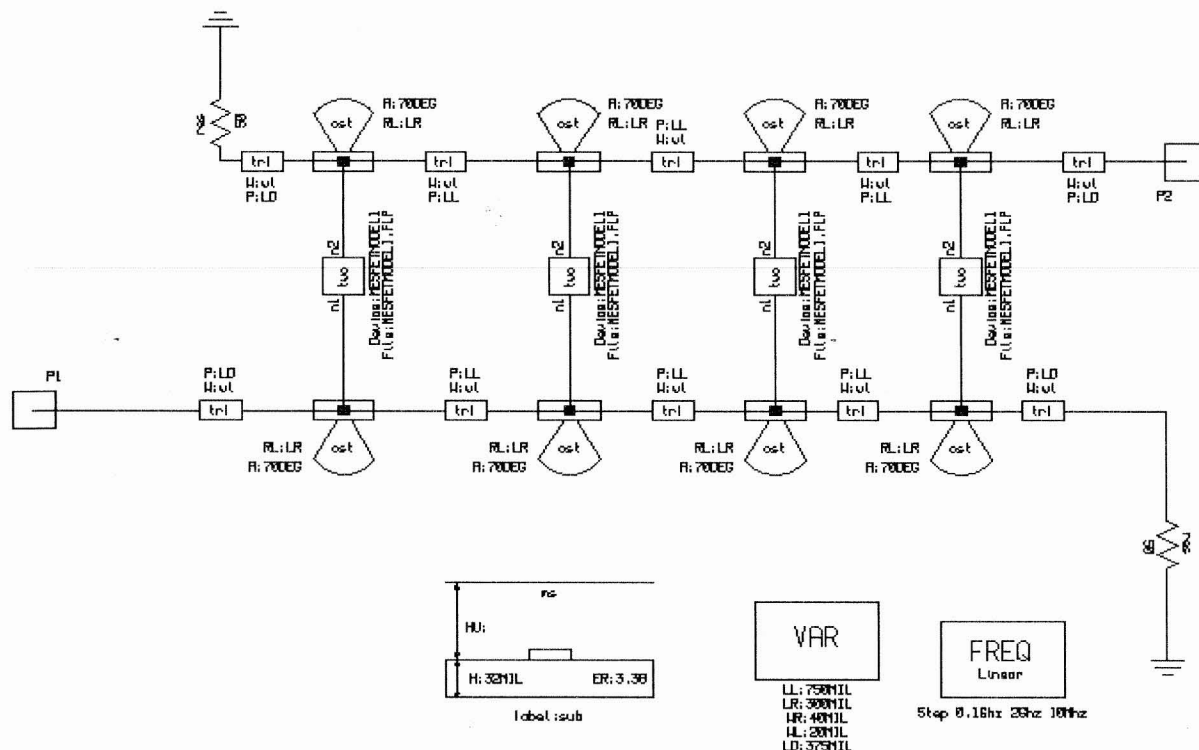 A:70DEG
RL:LR
A:70DEG
RL:LR
A:70DEG
RL:LR
A:70DEG
RL:LR
ost
ost
ost
ost
P:LL
W:wl
trl
trl
trl
trl
trl
W:wl
P:LD
W:wl
P:LL
W:wl
P:LL
W:wl
P:LD
P2
n2
two
n1
Device:MESFETMODEL1
File:MESFETMODEL1.FLP
n2
two
n1
Device:MESFETMODEL1
File:MESFETMODEL1.FLP
n2
two
n1
Device:MESFETMODEL1
File:MESFETMODEL1.FLP
n2
two
n1
Device:MESFETMODEL1
File:MESFETMODEL1.FLP
P1
P:LD
W:wl
P:LL
W:wl
P:LL
W:wl
P:LL
W:wl
P:LD
W:wl
trl
trl
trl
trl
trl
RL:LR
A:70DEG
RL:LR
A:70DEG
RL:LR
A:70DEG
RL:LR
A:70DEG
ost
ost
ost
ost
ms
HU:
H:32MIL
ER:3.38
label:sub
VAR
LL:750MIL
LR:300MIL
WR:40MIL
WL:20MIL
LD:375MIL
FREQ
Linear
Step 0.1Ghz 2Ghz 10Mhz